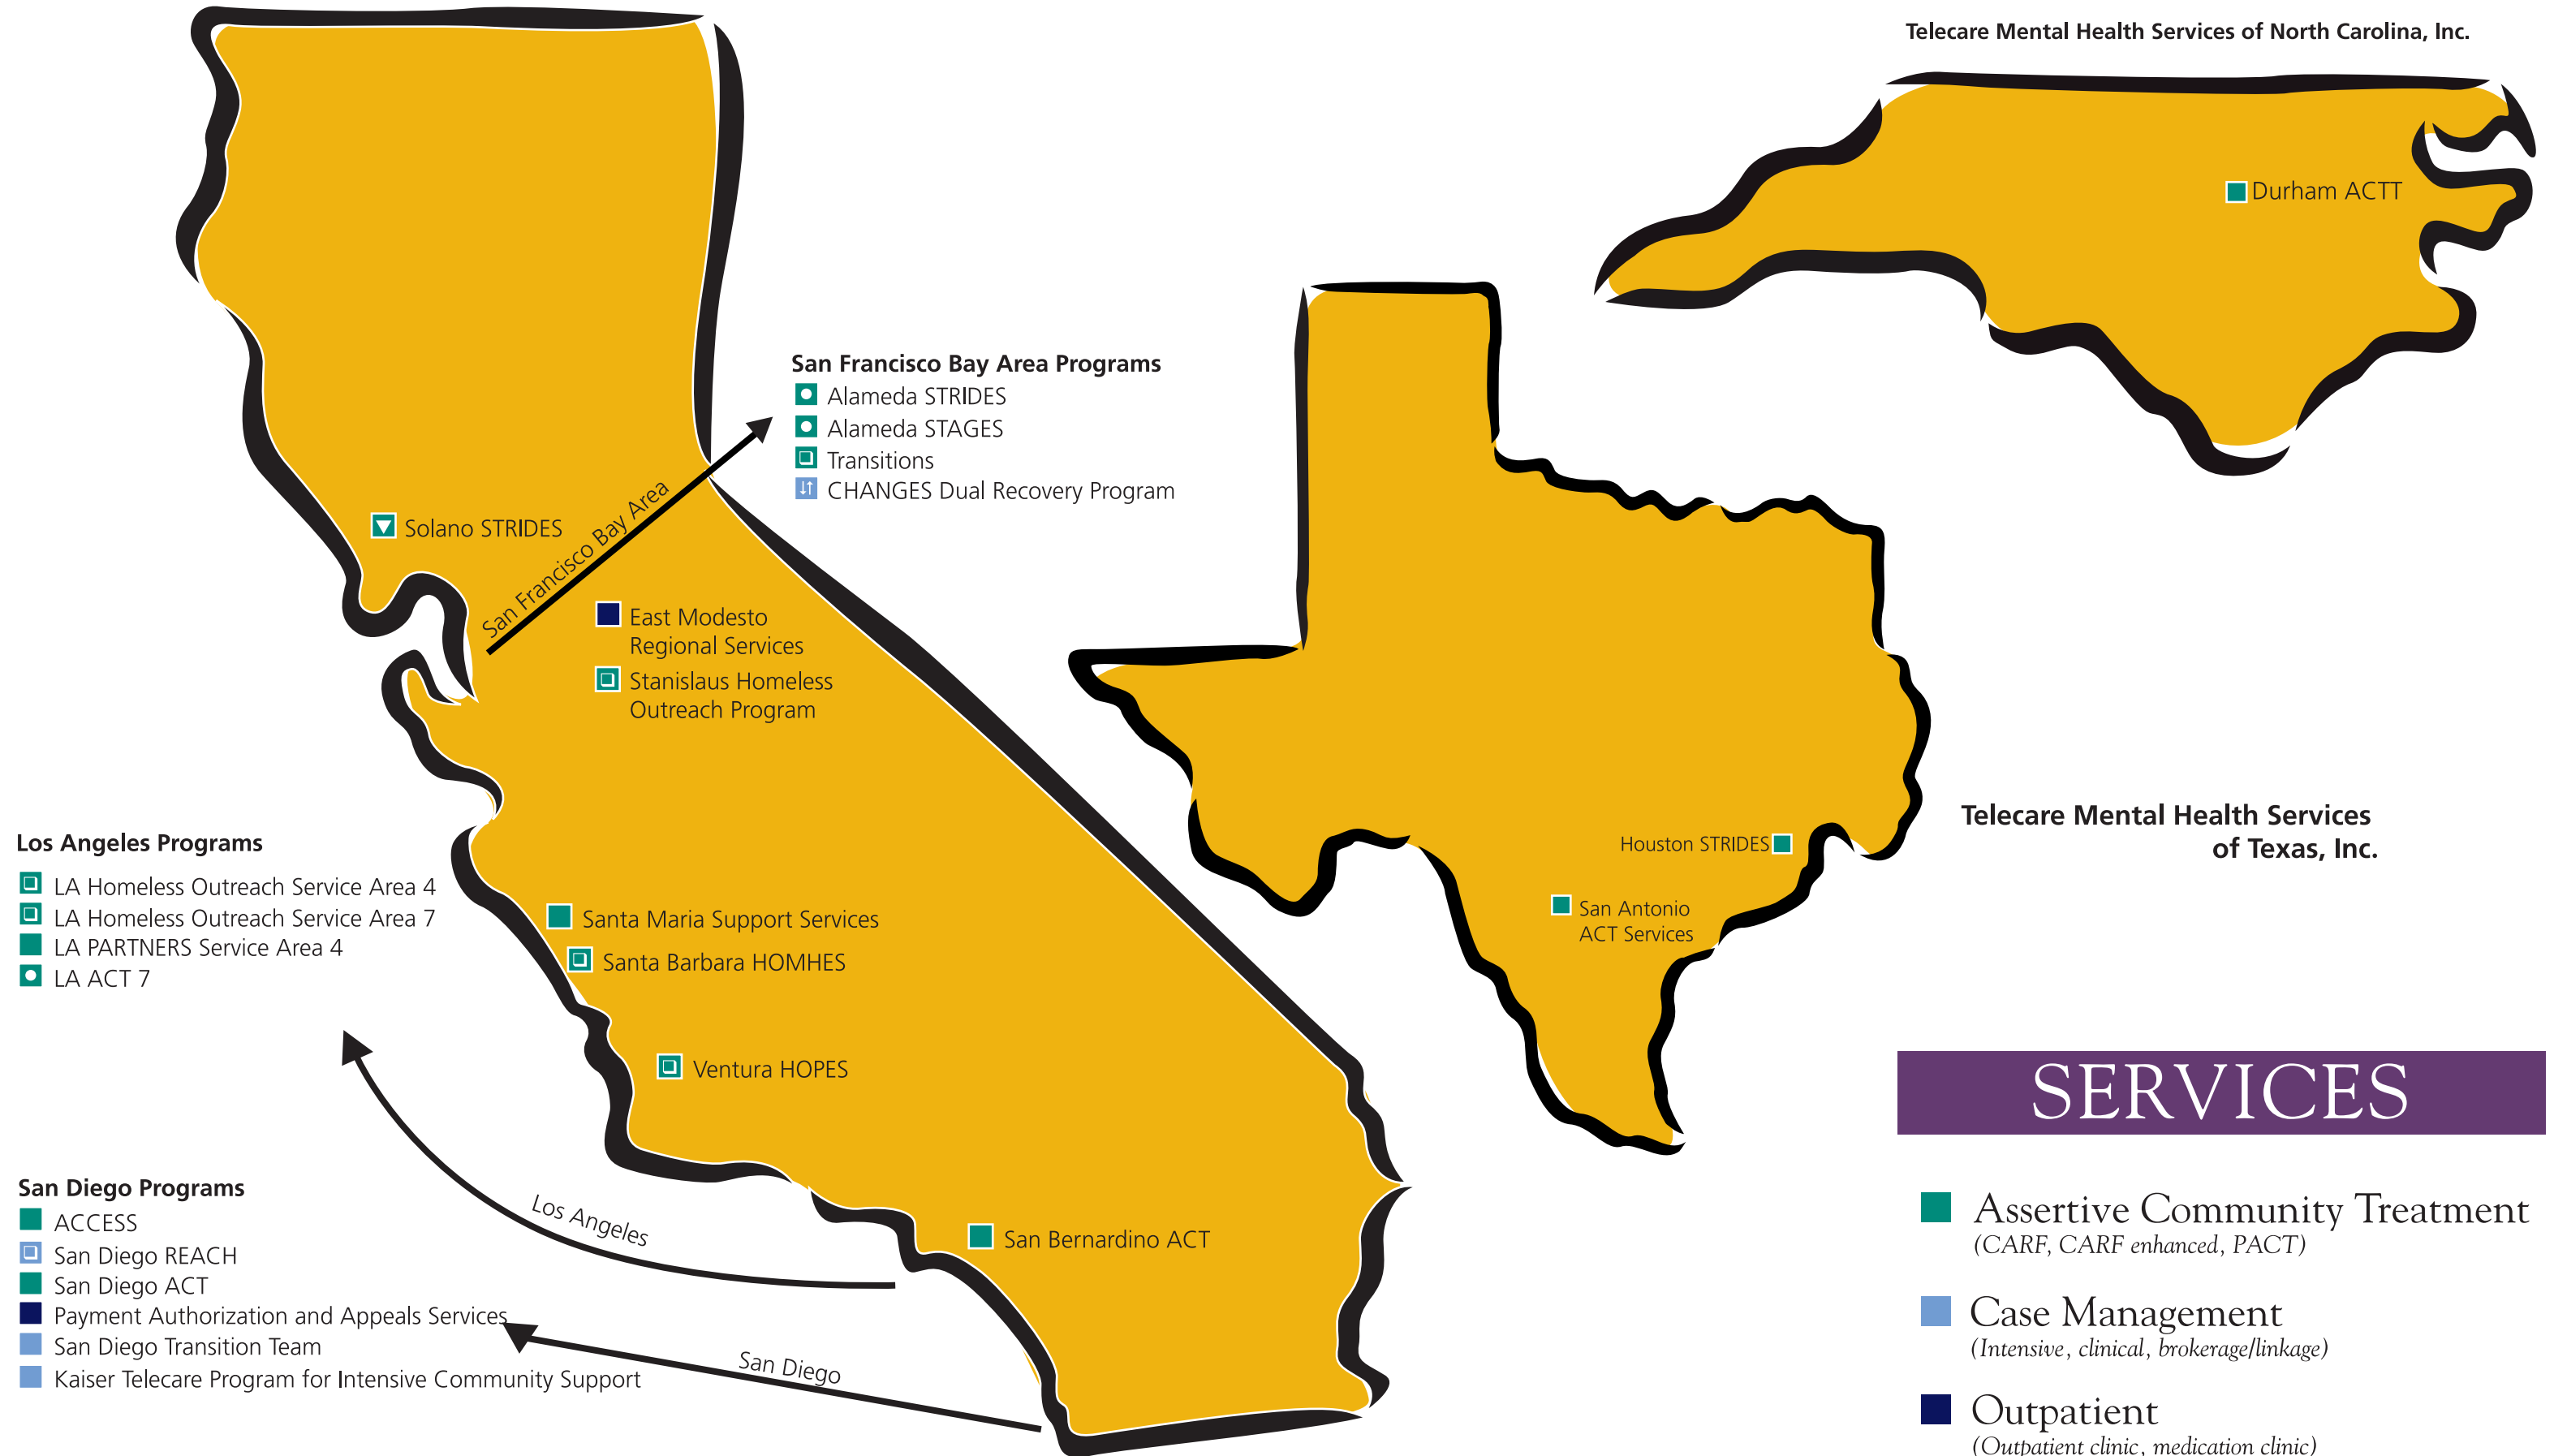 Telecare Mental Health Services of North Carolina, Inc.
Durham ACTT
San Francisco Bay Area Programs
Alameda STRIDES
Alameda STAGES
Transitions
CHANGES Dual Recovery Program
San Francisco Bay Area
Solano STRIDES
East Modesto
Regional Services
Stanislaus Homeless
Outreach Program
Telecare Mental Health Services
of Texas, Inc.
Houston STRIDES
San Antonio
ACT Services
Los Angeles Programs
LA Homeless Outreach Service Area 4
LA Homeless Outreach Service Area 7
LA PARTNERS Service Area 4
LA ACT 7
Santa Maria Support Services
Santa Barbara HOMHES
Ventura HOPES
Los Angeles
San Bernardino ACT
San Diego Programs
ACCESS
San Diego REACH
San Diego ACT
Payment Authorization and Appeals Services
San Diego Transition Team
Kaiser Telecare Program for Intensive Community Support
San Diego
SERVICES
Assertive Community Treatment
(CARF, CARF enhanced, PACT)
Case Management
(Intensive, clinical, brokerage/linkage)
Outpatient
(Outpatient clinic, medication clinic)